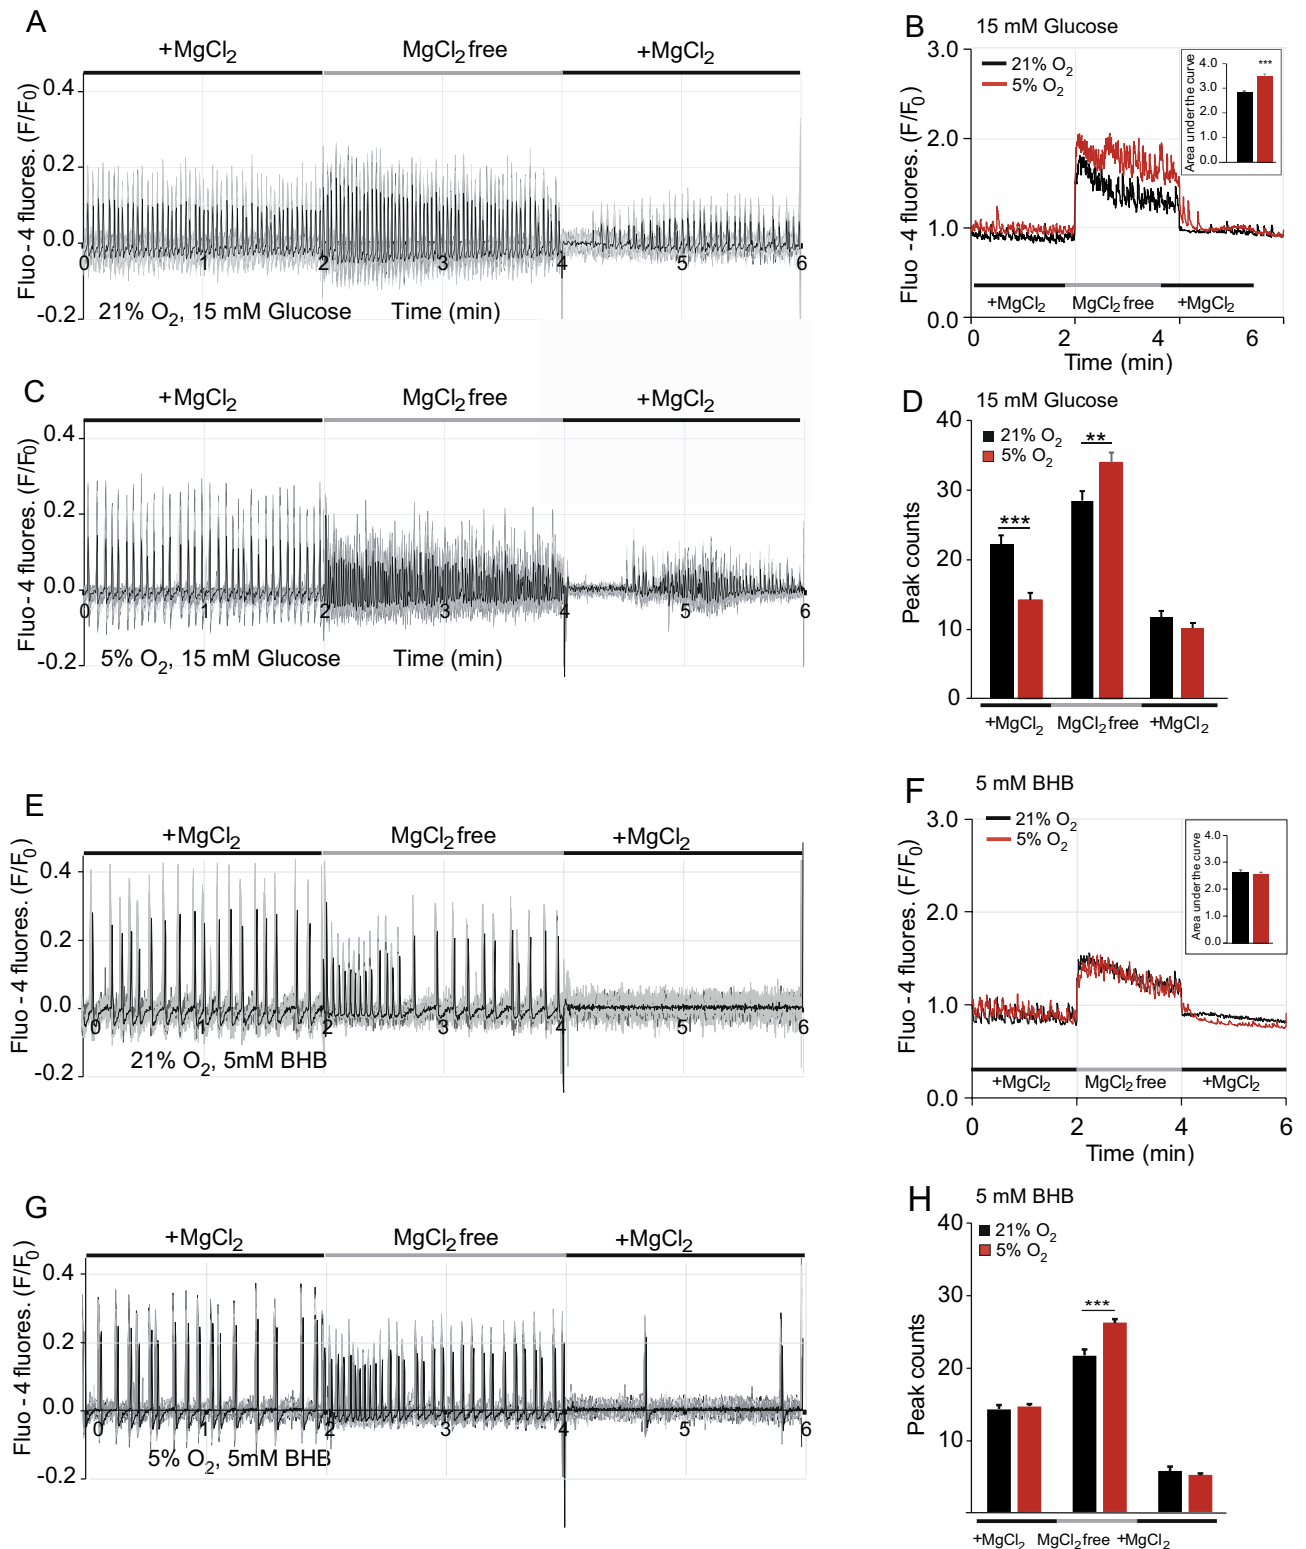 A
+MgCl2
MgCl2 free
+MgCl2
Fluo - 4 fluores. (F/F0)
0.4
0.2
0.0
-0.2
0
1
2
3
4
5
6
21% O2, 15 mM Glucose
Time (min)
B
15 mM Glucose
Fluo - 4 fluores. (F/F0)
3.0
2.0
1.0
0.0
21% O2
5% O2
Area under the curve
4.0
3.0
2.0
1.0
0.0
***
+MgCl2
MgCl2 free
+MgCl2
0
2
4
6
Time (min)
C
+MgCl2
MgCl2 free
+MgCl2
Fluo - 4 fluores. (F/F0)
0.4
0.2
0.0
-0.2
0
1
2
3
4
5
6
5% O2, 15 mM Glucose
Time (min)
D
15 mM Glucose
Peak counts
40
30
20
10
0
21% O2
5% O2
***
**
+MgCl2
MgCl2 free
+MgCl2
E
+MgCl2
MgCl2 free
+MgCl2
Fluo - 4 fluores. (F/F0)
0.4
0.2
0.0
-0.2
0
1
2
3
4
5
6
21% O2, 5mM BHB
F
5 mM BHB
Fluo - 4 fluores. (F/F0)
3.0
2.0
1.0
0.0
21% O2
5% O2
Area under the curve
4.0
3.0
2.0
1.0
0.0
+MgCl2
MgCl2 free
+MgCl2
0
2
4
6
Time (min)
G
+MgCl2
MgCl2 free
+MgCl2
Fluo - 4 fluores. (F/F0)
0.4
0.2
0.0
-0.2
0
1
2
3
4
5
6
5% O2, 5mM BHB
H
5 mM BHB
Peak counts
40
30
20
10
21% O2
5% O2
***
+MgCl2
MgCl2 free
+MgCl2